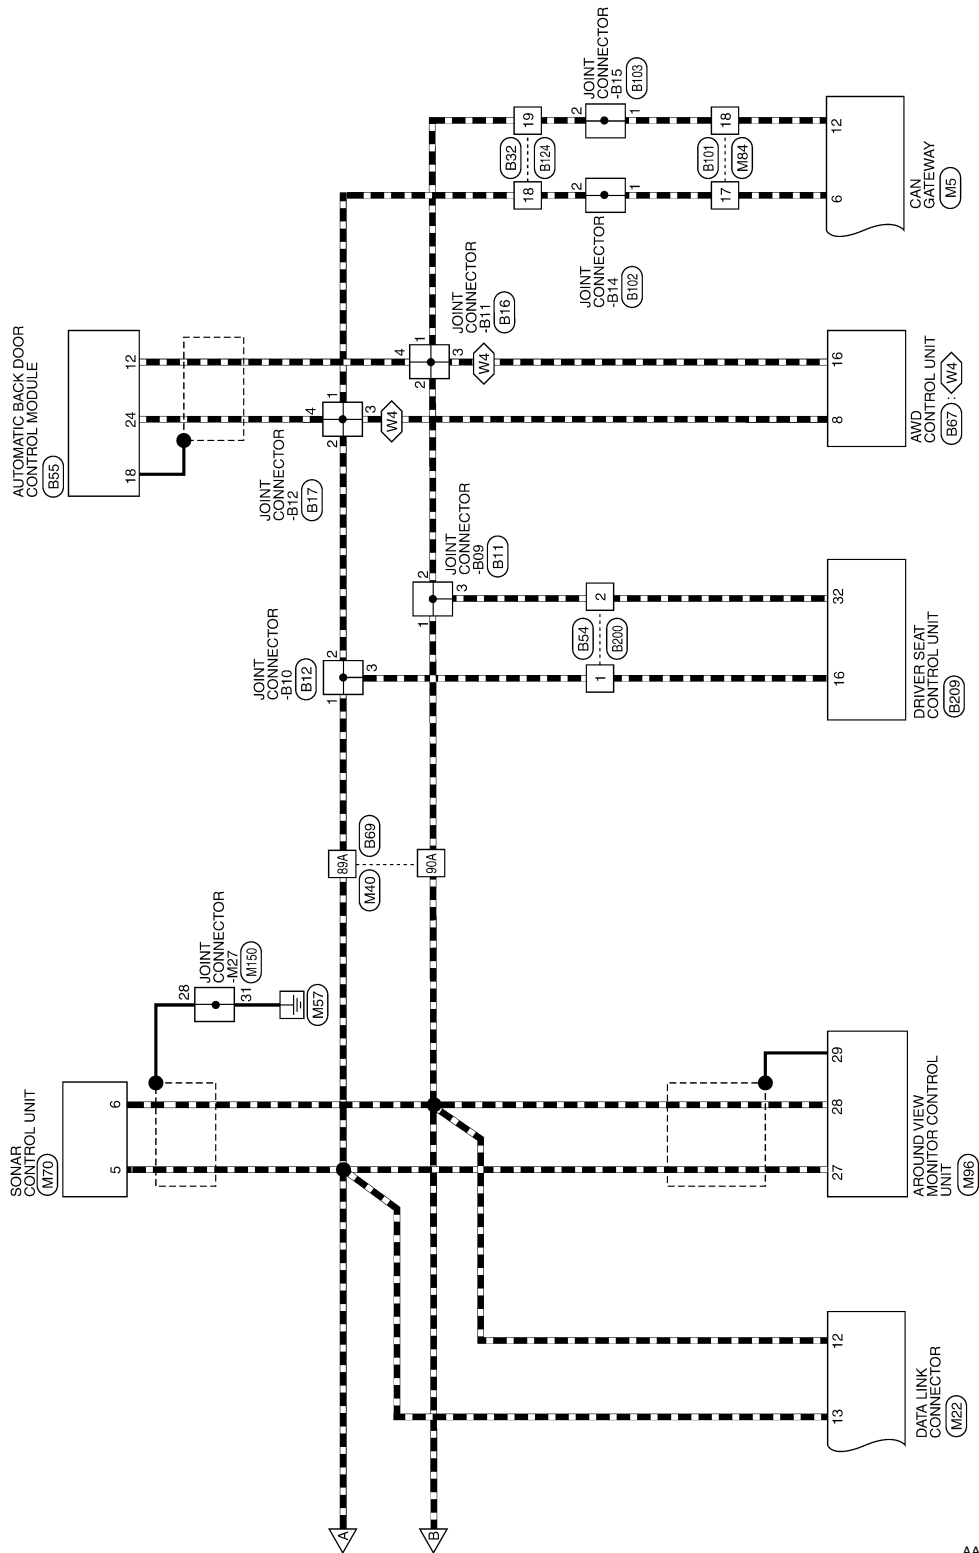 SONAR
CONTROL UNIT
M70
5
6
28
JOINT
CONNECTOR
-M27
M150
31
M57
AUTOMATIC BACK DOOR
CONTROL MODULE
B55
18
24
12
A
B
89A
90A
M40
B69
JOINT
CONNECTOR
-B10
B12
1
2
3
JOINT
CONNECTOR
-B09
B11
1
2
3
JOINT
CONNECTOR
-B12
B17
2
4
1
3
W4
JOINT
CONNECTOR
-B11
B16
2
4
1
3
W4
18
19
B32
B124
JOINT
CONNECTOR
-B14
B102
2
1
JOINT
CONNECTOR
-B15
B103
2
1
17
18
B101
M84
1
2
B54
B200
13
12
DATA LINK
CONNECTOR
M22
27
28
29
AROUND VIEW
MONITOR CONTROL
UNIT
M96
16
32
DRIVER SEAT
CONTROL UNIT
B209
8
16
AWD
CONTROL UNIT
B67 : W4
6
12
CAN
GATEWAY
M5